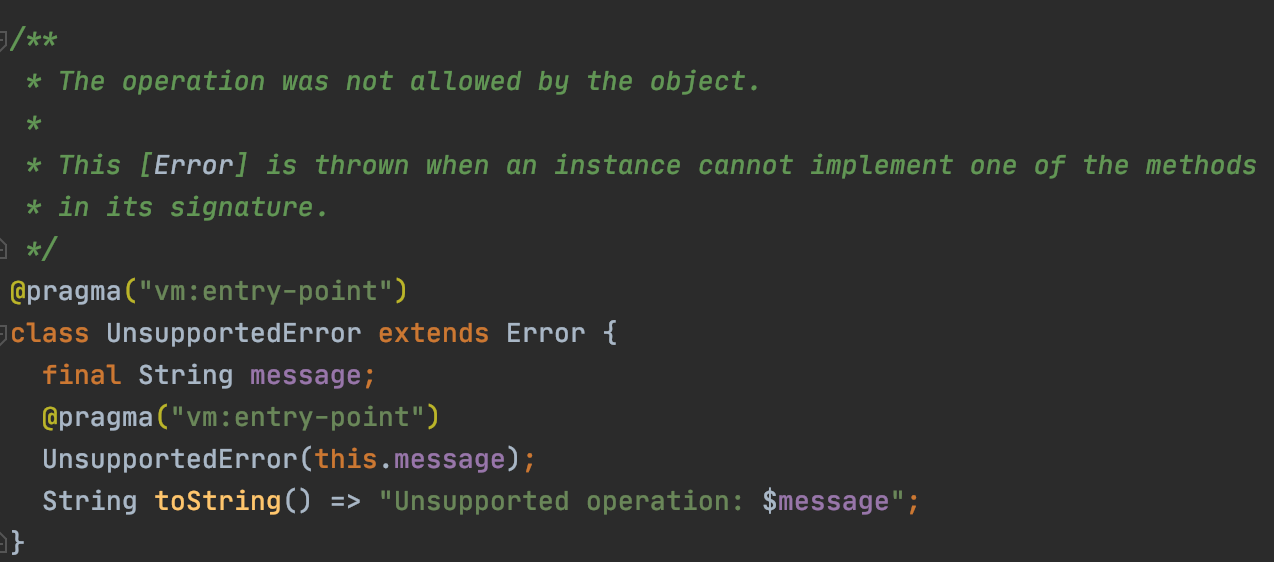 /**
 * The operation was not allowed by the object.
 *
 * This [Error] is thrown when an instance cannot implement one of the methods
 * in its signature.
 */
@pragma("vm:entry-point")
class UnsupportedError extends Error {
  final String message;
  @pragma("vm:entry-point")
  UnsupportedError(this.message);
  String toString() => "Unsupported operation: $message";
}